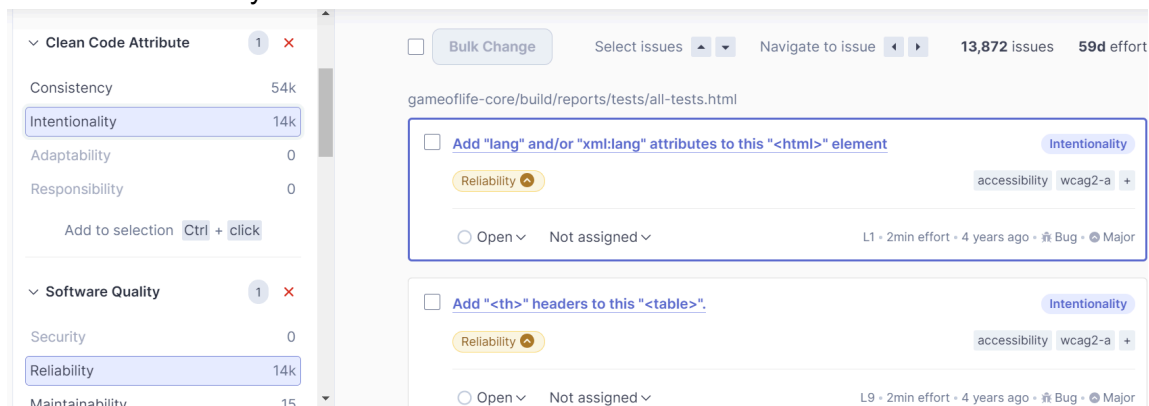 Clean Code Attribute 1
Consistency 54k
Intentionality 14k
Adaptability 0
Responsibility 0
Add to selection Ctrl + click
Software Quality 1
Security 0
Reliability 14k
Maintainability 15
Bulk Change Select issues Navigate to issue 13,872 issues 59d effort
gameoflife-core/build/reports/tests/all-tests.html
Add "lang" and/or "xml:lang" attributes to this "<html>" element Intentionality
Reliability accessibility wcag2-a +
Open Not assigned L1 • 2min effort • 4 years ago • Bug • Major
Add "<th>" headers to this "<table>". Intentionality
Reliability accessibility wcag2-a +
Open Not assigned L9 • 2min effort • 4 years ago • Bug • Major